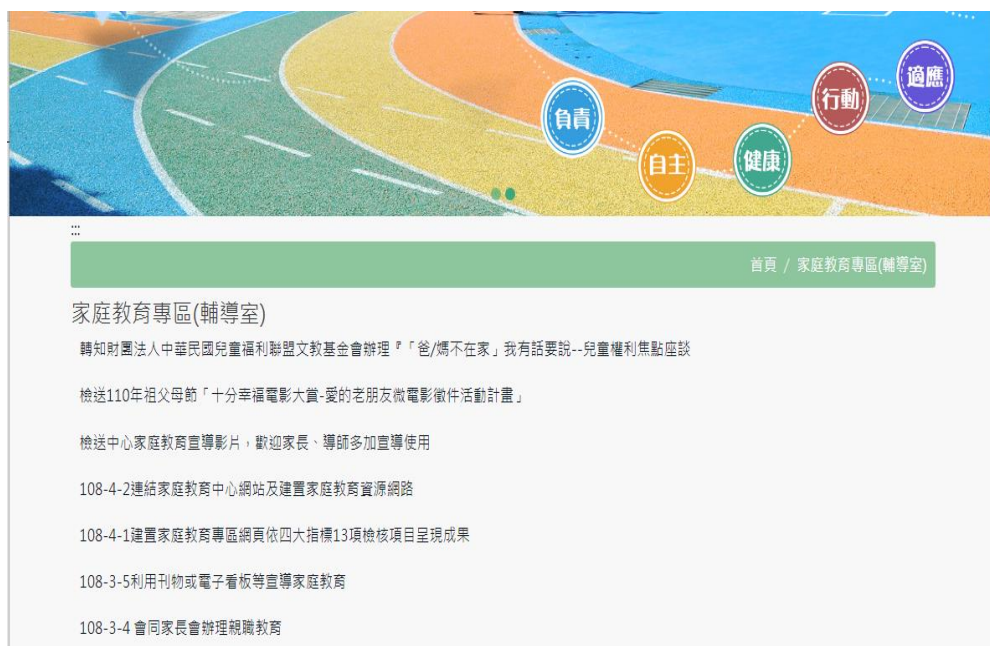 負責
自主
健康
行動
適應
:::
首頁 / 家庭教育專區(輔導室)
家庭教育專區(輔導室)
轉知財團法人中華民國兒童福利聯盟文教基金會辦理『「爸/媽不在家」我有話要說--兒童權利焦點座談
檢送110年祖父母節「十分幸福電影大賞-愛的老朋友微電影徵件活動計畫」
檢送中心家庭教育宣導影片，歡迎家長、導師多加宣導使用
108-4-2連結家庭教育中心網站及建置家庭教育資源網路
108-4-1建置家庭教育專區網頁依四大指標13項檢核項目呈現成果
108-3-5利用刊物或電子看板等宣導家庭教育
108-3-4 會同家長會辦理親職教育